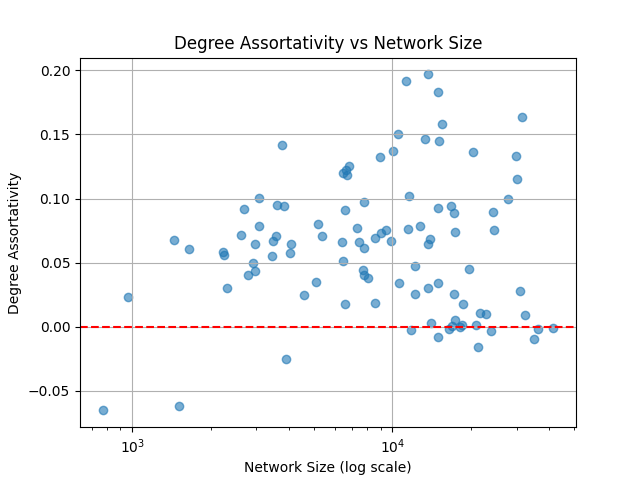 Degree Assortativity vs Network Size
0.20
0.15
0.10
0.05
0.00
−0.05
Degree Assortativity
10³
10⁴
Network Size (log scale)